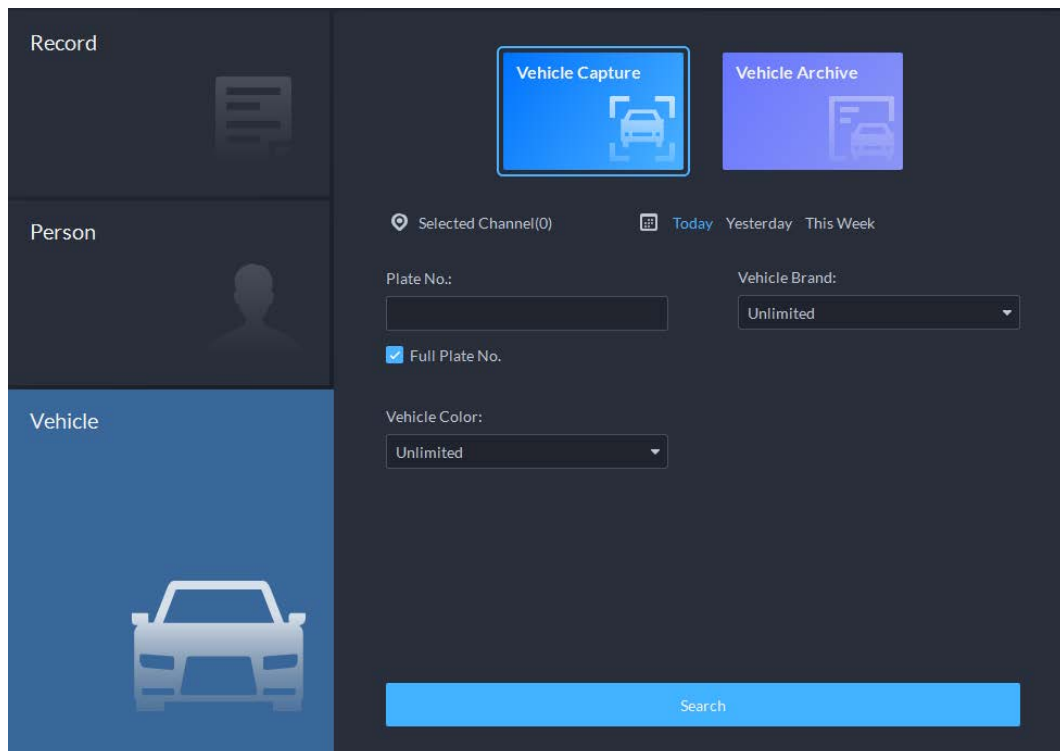 Record
Person
Vehicle
Vehicle Capture
Vehicle Archive
Selected Channel(0)
Today Yesterday This Week
Plate No.:
Vehicle Brand:
Unlimited
Full Plate No.
Vehicle Color:
Unlimited
Search